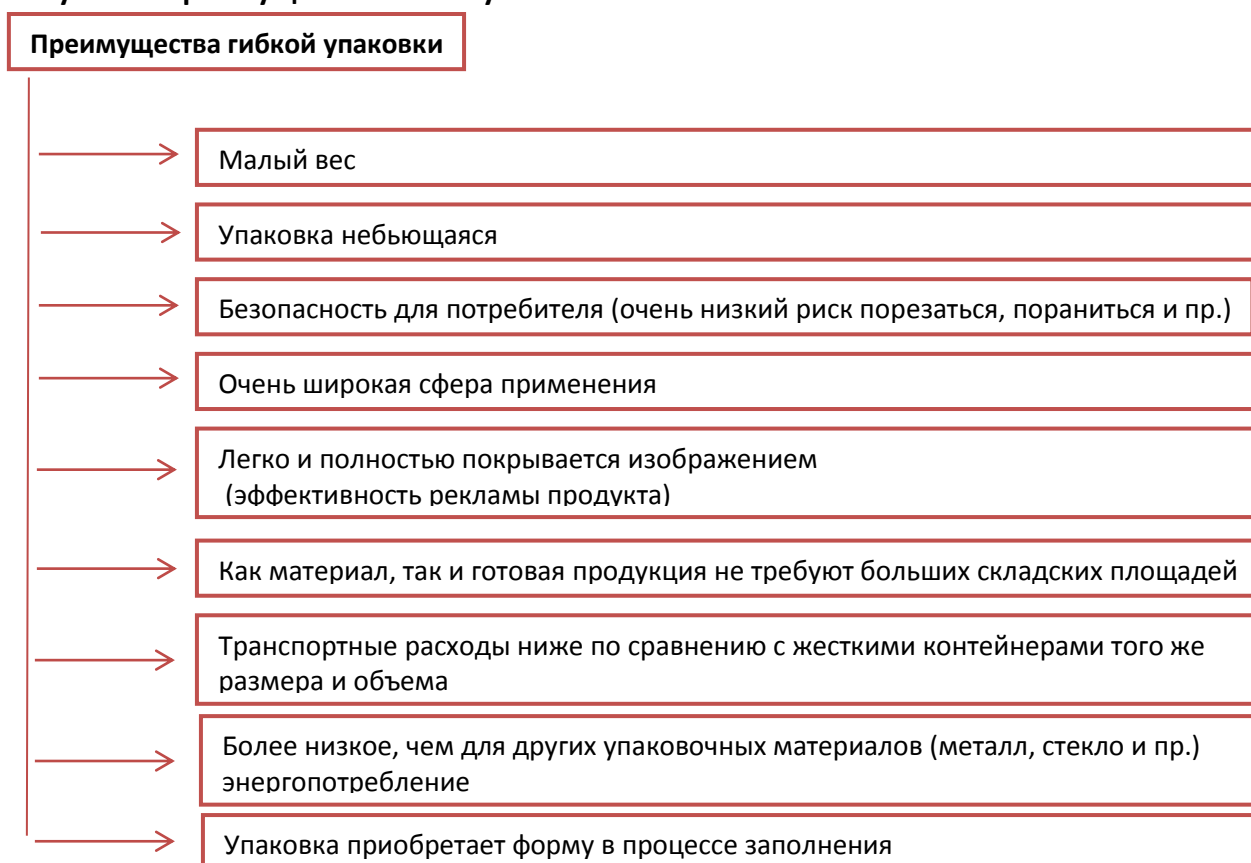 Преимущества гибкой упаковки
Малый вес
Упаковка небьющаяся
Безопасность для потребителя (очень низкий риск порезаться, пораниться и пр.)
Очень широкая сфера применения
Легко и полностью покрывается изображением
(эффективность рекламы продукта)
Как материал, так и готовая продукция не требуют больших складских площадей
Транспортные расходы ниже по сравнению с жесткими контейнерами того же
размера и объема
Более низкое, чем для других упаковочных материалов (металл, стекло и пр.)
энергопотребление
Упаковка приобретает форму в процессе заполнения